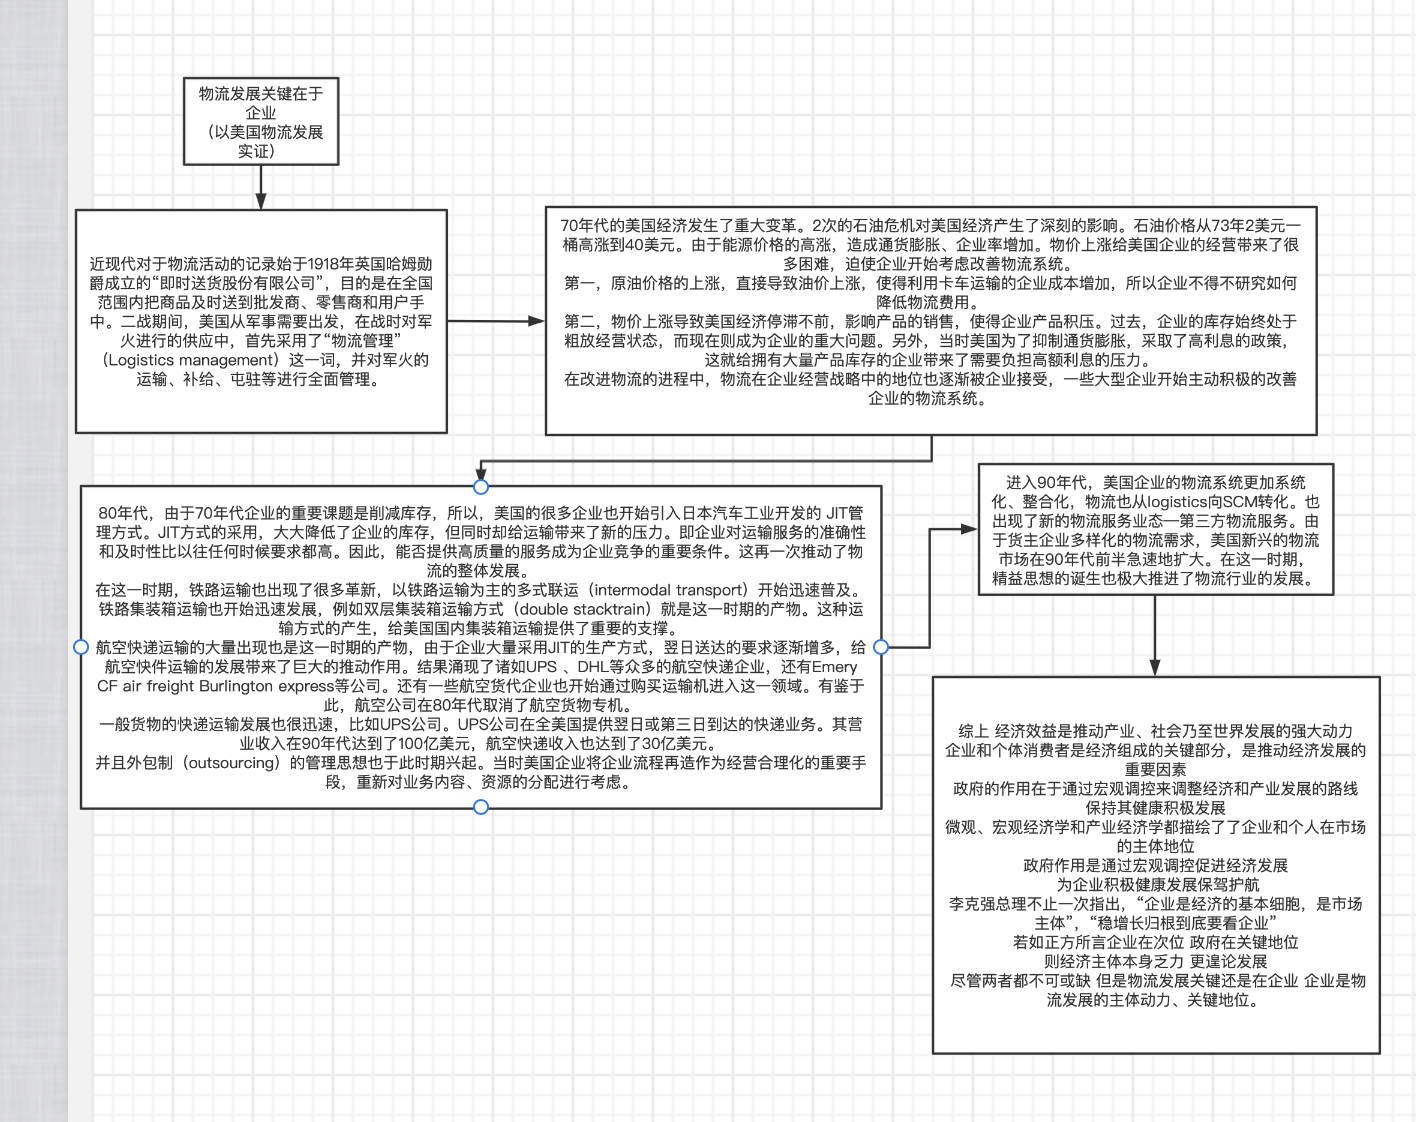 物流发展关键在于
企业
（以美国物流发展
实证）
近现代对于物流活动的记录始于1918年英国哈姆勋
爵成立的“即时送货股份有限公司”，目的是在全国
范围内把商品及时送到批发商、零售商和用户手
中。二战期间，美国从军事需要出发，在战时对军
火进行的供应中，首先采用了“物流管理”
（Logistics management）这一词，并对军火的
运输、补给、屯驻等进行全面管理。
70年代的美国经济发生了重大变革。2次的石油危机对美国经济产生了深刻的影响。石油价格从73年2美元一
桶高涨到40美元。由于能源价格的高涨，造成通货膨胀、企业率增加。物价上涨给美国企业的经营带来了很
多困难，迫使企业开始考虑改善物流系统。
第一，原油价格的上涨，直接导致油价上涨，使得利用卡车运输的企业成本增加，所以企业不得不研究如何
降低物流费用。
第二，物价上涨导致美国经济停滞不前，影响产品的销售，使得企业产品积压。过去，企业的库存始终处于
粗放经营状态，而现在则成为企业的重大问题。另外，当时美国为了抑制通货膨胀，采取了高利息的政策，
这就给拥有大量产品库存的企业带来了需要负担高额利息的压力。
在改进物流的进程中，物流在企业经营战略中的地位也逐渐被企业接受，一些大型企业开始主动积极的改善
企业的物流系统。
80年代，由于70年代企业的重要课题是削减库存，所以，美国的很多企业也开始引入日本汽车工业开发的 JIT管
理方式。JIT方式的采用，大大降低了企业的库存，但同时却给运输带来了新的压力。即企业对运输服务的准确性
和及时性比以往任何时候要求都高。因此，能否提供高质量的服务成为企业竞争的重要条件。这再一次推动了物
流的整体发展。
在这一时期，铁路运输也出现了很多革新，以铁路运输为主的多式联运（intermodal transport）开始迅速普及。
铁路集装箱运输也开始迅速发展，例如双层集装箱运输方式（double stacktrain）就是这一时期的产物。这种运
输方式的产生，给美国国内集装箱运输提供了重要的支撑。
航空快递运输的大量出现也是这一时期的产物，由于企业大量采用JIT的生产方式，翌日送达的要求逐渐增多，给
航空快件运输的发展带来了巨大的推动作用。结果涌现了诸如UPS 、DHL等众多的航空快递企业，还有Emery
CF air freight Burlington express等公司。还有一些航空货代企业也开始通过购买运输机进入这一领域。有鉴于
此，航空公司在80年代取消了航空货物专机。
一般货物的快递运输发展也很迅速，比如UPS公司。UPS公司在全美国提供翌日或第三日到达的快递业务。其营
业收入在90年代达到了100亿美元，航空快递收入也达到了30亿美元。
并且外包制（outsourcing）的管理思想也于此时期兴起。当时美国企业将企业流程再造作为经营合理化的重要手
段，重新对业务内容、资源的分配进行考虑。
进入90年代，美国企业的物流系统更加系统
化、整合化，物流也从logistics向SCM转化。也
出现了新的物流服务业态—第三方物流服务。由
于货主企业多样化的物流需求，美国新兴的物流
市场在90年代前半急速地扩大。在这一时期，
精益思想的诞生也极大推进了物流行业的发展。
综上 经济效益是推动产业、社会乃至世界发展的强大动力
企业和个体消费者是经济组成的关键部分，是推动经济发展的
重要因素
政府的作用在于通过宏观调控来调整经济和产业发展的路线
保持其健康积极发展
微观、宏观经济学和产业经济学都描绘了了企业和个人在市场
的主体地位
政府作用是通过宏观调控促进经济发展
为企业积极健康发展保驾护航
李克强总理不止一次指出，“企业是经济的基本细胞，是市场
主体”，“稳增长归根到底要看企业”
若如正方所言企业在次位 政府在关键地位
则经济主体本身乏力 更遑论发展
尽管两者都不可或缺 但是物流发展关键还是在企业 企业是物
流发展的主体动力、关键地位。